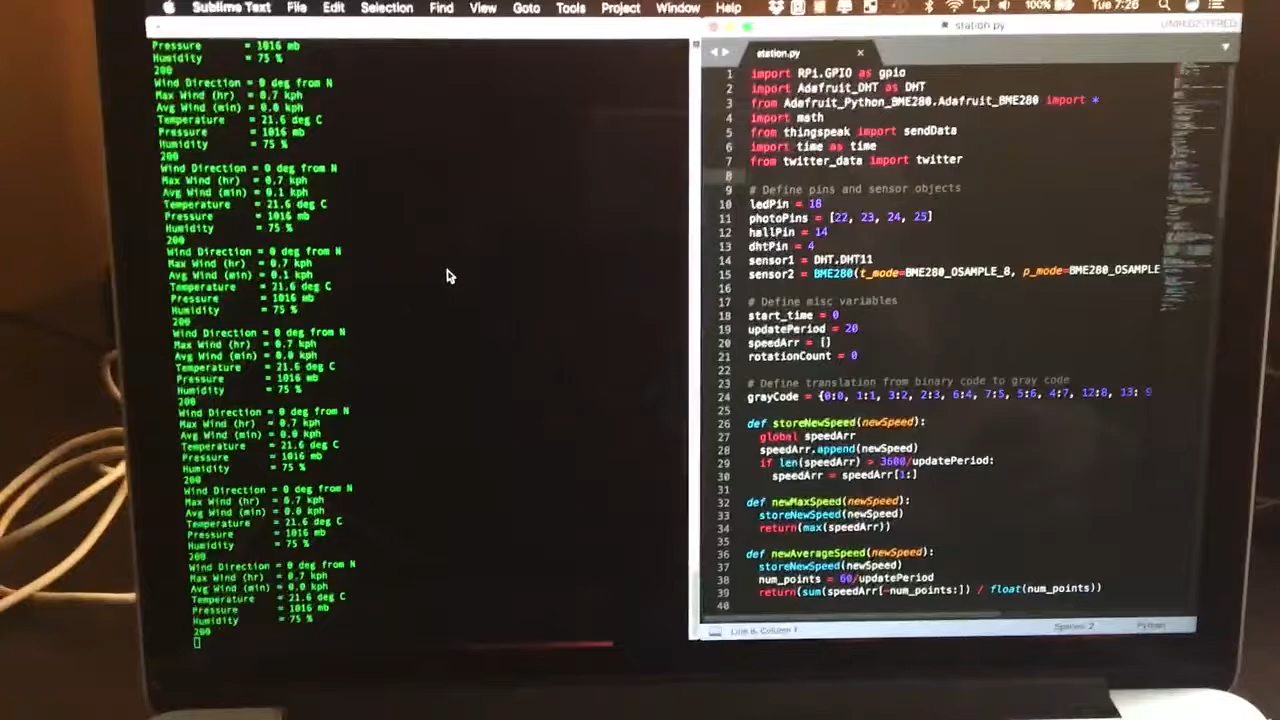 Sublime Text File Edit Selection Find View Goto Tools Project Window Help 100% Tue 7:26
station.py
UNREGISTERED
Pressure = 1016 mb
Humidity = 75 %
200
Wind Direction = 0 deg from N
Max Wind (hr) = 0.7 kph
Avg Wind (min) = 0.0 kph
Temperature = 21.6 deg C
Pressure = 1016 mb
Humidity = 75 %
200
Wind Direction = 0 deg from N
Max Wind (hr) = 0.7 kph
Avg Wind (min) = 0.1 kph
Temperature = 21.6 deg C
Pressure = 1016 mb
Humidity = 75 %
200
Wind Direction = 0 deg from N
Max Wind (hr) = 0.7 kph
Avg Wind (min) = 0.1 kph
Temperature = 21.6 deg C
Pressure = 1016 mb
Humidity = 75 %
200
Wind Direction = 0 deg from N
Max Wind (hr) = 0.7 kph
Avg Wind (min) = 0.0 kph
Temperature = 21.6 deg C
Pressure = 1016 mb
Humidity = 75 %
200
Wind Direction = 0 deg from N
Max Wind (hr) = 0.7 kph
Avg Wind (min) = 0.0 kph
Temperature = 21.6 deg C
Pressure = 1016 mb
Humidity = 75 %
200
Wind Direction = 0 deg from N
Max Wind (hr) = 0.7 kph
Avg Wind (min) = 0.0 kph
Temperature = 21.6 deg C
Pressure = 1016 mb
Humidity = 75 %
200
Wind Direction = 0 deg from N
Max Wind (hr) = 0.7 kph
Avg Wind (min) = 0.0 kph
Temperature = 21.6 deg C
Pressure = 1016 mb
Humidity = 75 %
200
station.py
1 import RPi.GPIO as gpio
2 import Adafruit_DHT as DHT
3 from Adafruit_Python_BME280.Adafruit_BME280 import *
4 import math
5 from thingspeak import sendData
6 import time as time
7 from twitter_data import twitter
8
9 # Define pins and sensor objects
10 ledPin = 18
11 photoPins = [22, 23, 24, 25]
12 hallPin = 14
13 dhtPin = 4
14 sensor1 = DHT.DHT11
15 sensor2 = BME280(t_mode=BME280_OSAMPLE_8, p_mode=BME280_OSAMPLE
16
17 # Define misc variables
18 start_time = 0
19 updatePeriod = 20
20 speedArr = []
21 rotationCount = 0
22
23 # Define translation from binary code to gray code
24 grayCode = {0:0, 1:1, 3:2, 2:3, 6:4, 7:5, 5:6, 4:7, 12:8, 13: 9
25
26 def storeNewSpeed(newSpeed):
27 global speedArr
28 speedArr.append(newSpeed)
29 if len(speedArr) > 3600/updatePeriod:
30 speedArr = speedArr[1:]
31
32 def newMaxSpeed(newSpeed):
33 storeNewSpeed(newSpeed)
34 return(max(speedArr))
35
36 def newAverageSpeed(newSpeed):
37 storeNewSpeed(newSpeed)
38 num_points = 60/updatePeriod
39 return(sum(speedArr[-num_points:]) / float(num_points))
40
Line 8, Column 1 Spaces: 2 Python